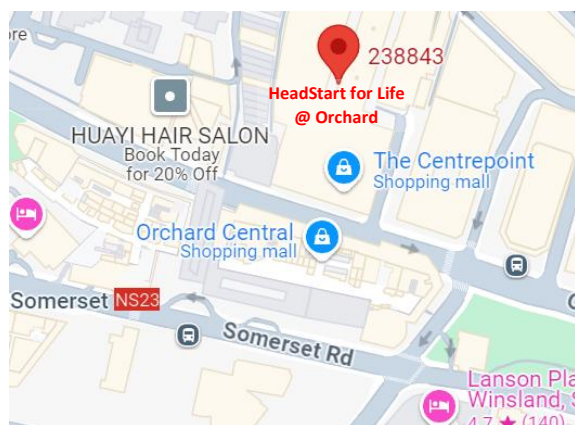 ore
238843
HeadStart for Life
@ Orchard
HUAYI HAIR SALON
Book Today
for 20% Off
The Centrepoint
Shopping mall
Orchard Central
Shopping mall
Somerset NS23
Somerset Rd
Lanson Pla
Winsland, S
4.7 ★ (140)